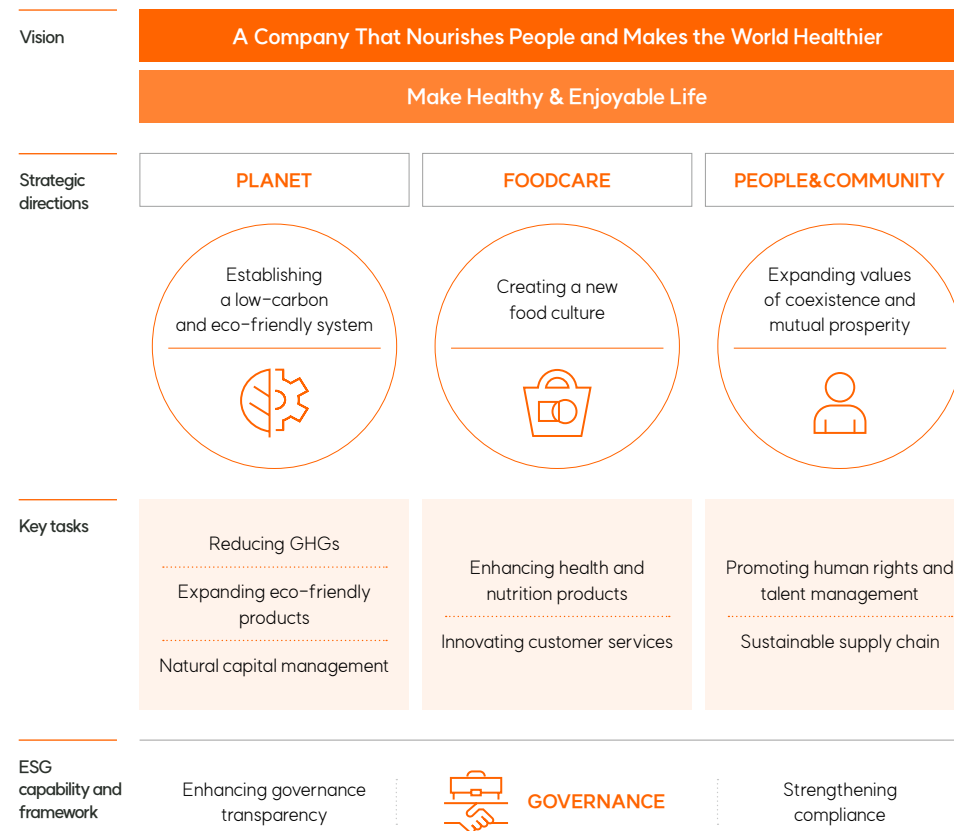 Vision
A Company That Nourishes People and Makes the World Healthier
Make Healthy & Enjoyable Life
Strategic
directions
PLANET
FOODCARE
PEOPLE&COMMUNITY
Establishing
a low-carbon
and eco-friendly system
Creating a new
food culture
Expanding values
of coexistence and
mutual prosperity
Key tasks
Reducing GHGs
Expanding eco-friendly
products
Natural capital management
Enhancing health and
nutrition products
Innovating customer services
Promoting human rights and
talent management
Sustainable supply chain
ESG
capability and
framework
Enhancing governance
transparency
GOVERNANCE
Strengthening
compliance